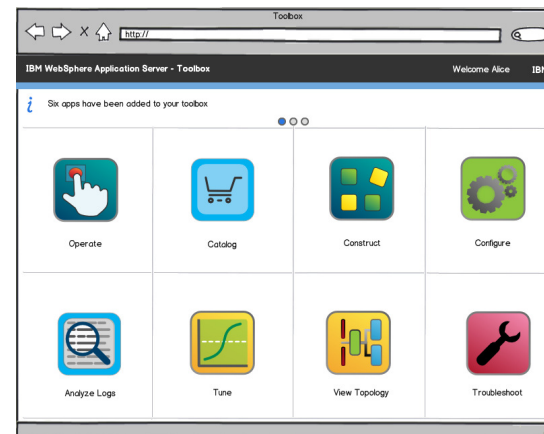 Toolbox
http://
IBM WebSphere Application Server - Toolbox
Welcome Alice
IBM
Six apps have been added to your toolbox
Operate
Catalog
Construct
Configure
Analyze Logs
Tune
View Topology
Troubleshoot